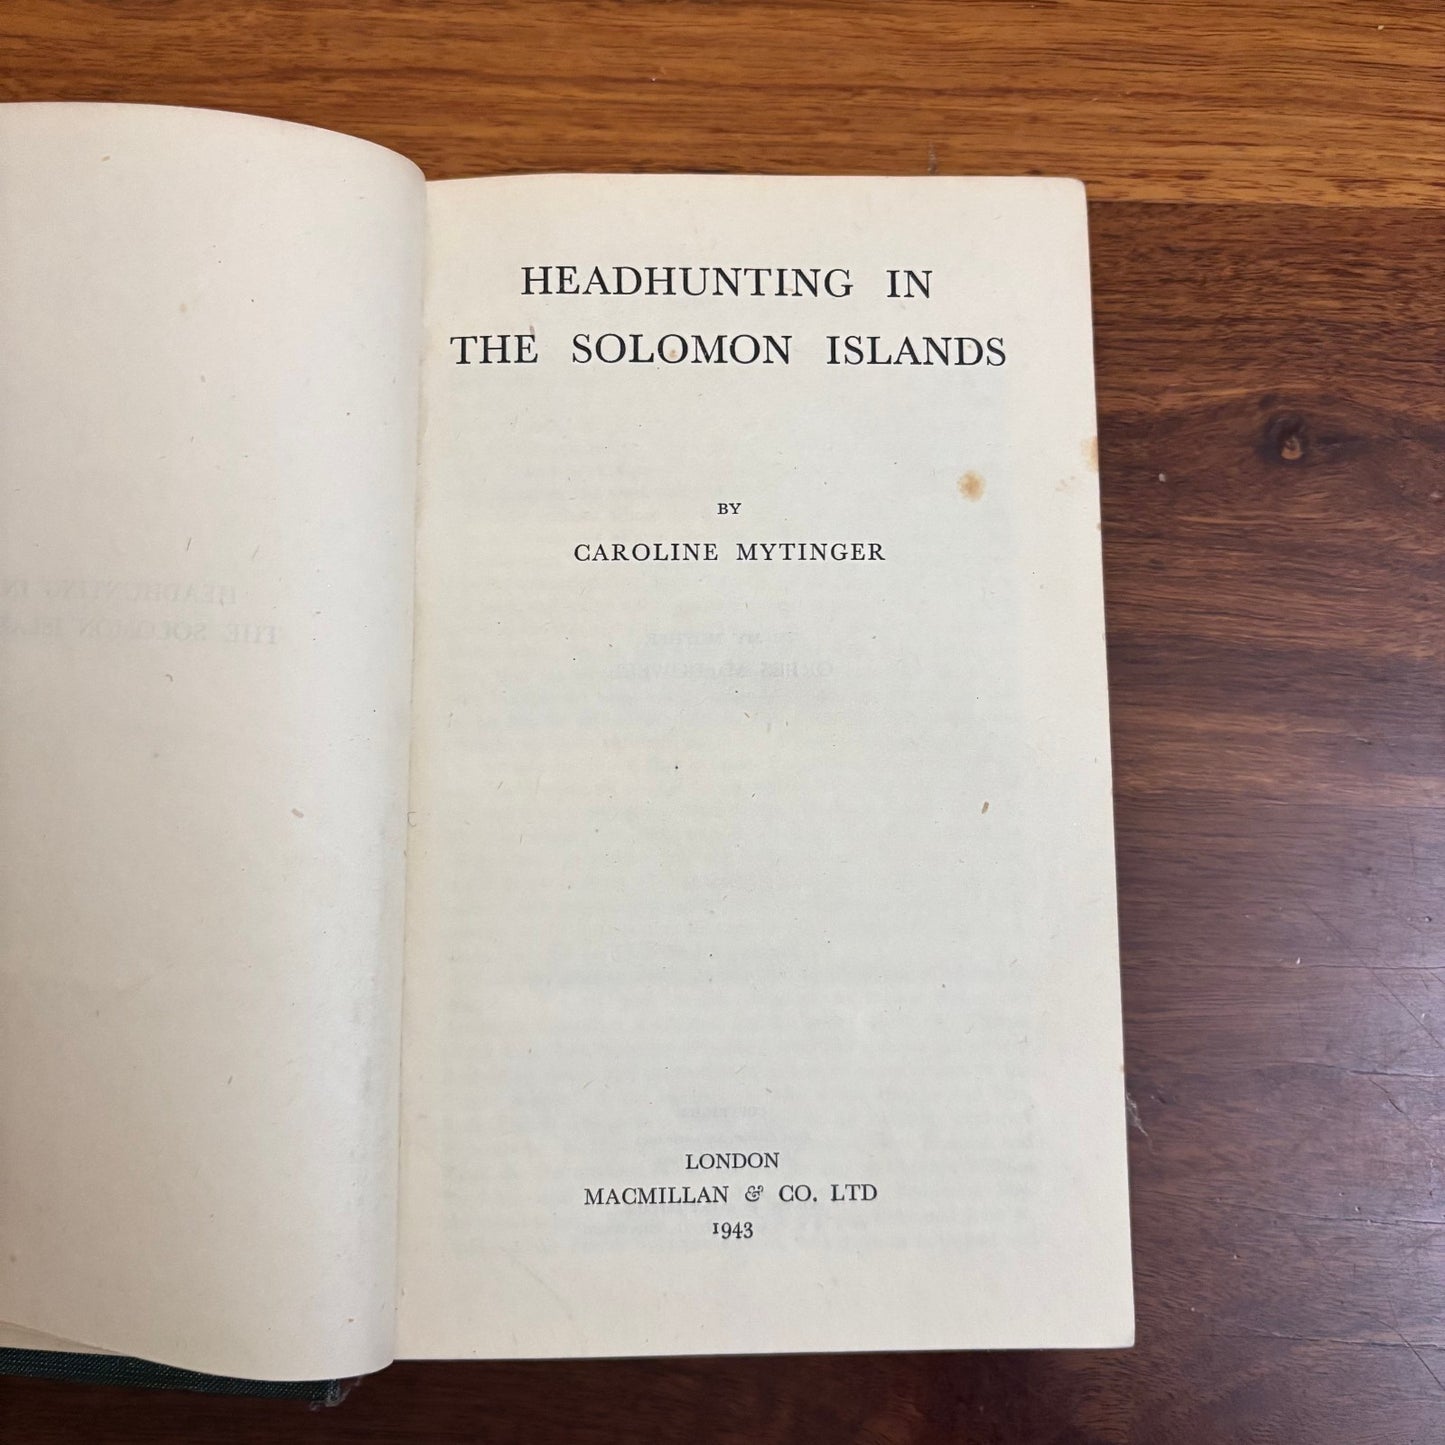 HEADHUNTING IN
THE SOLOMON ISLANDS
BY
CAROLINE MYTINGER
LONDON
MACMILLAN & CO. LTD
1943